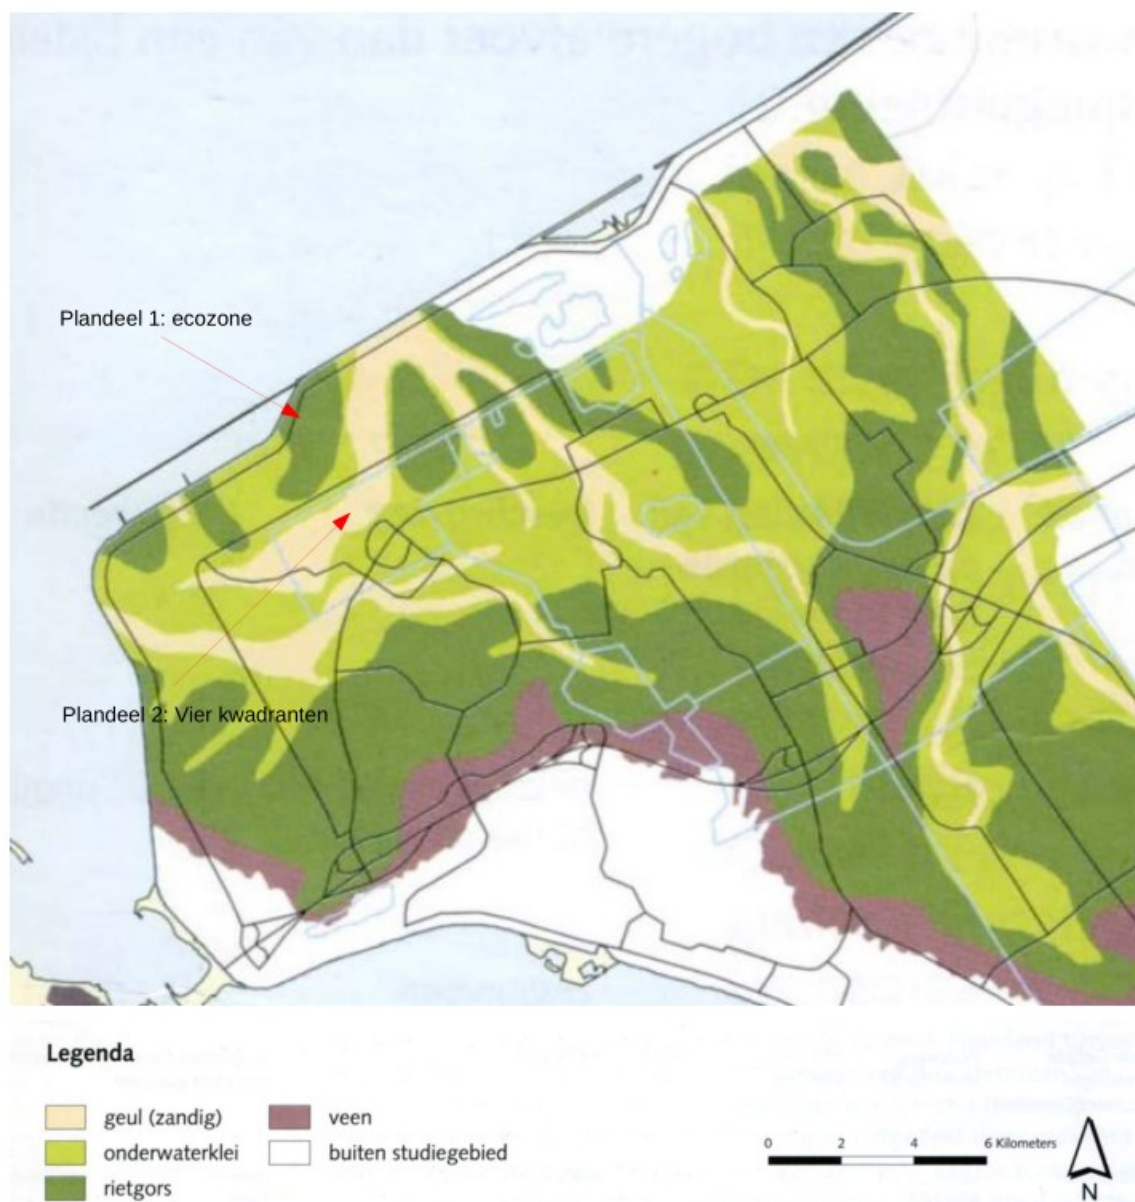 Plandeel 1: ecozone
Plandeel 2: Vier kwadranten
Legenda
geul (zandig)
onderwaterklei
rietgors
veen
buiten studiegebied
0 2 4 6 Kilometers
N